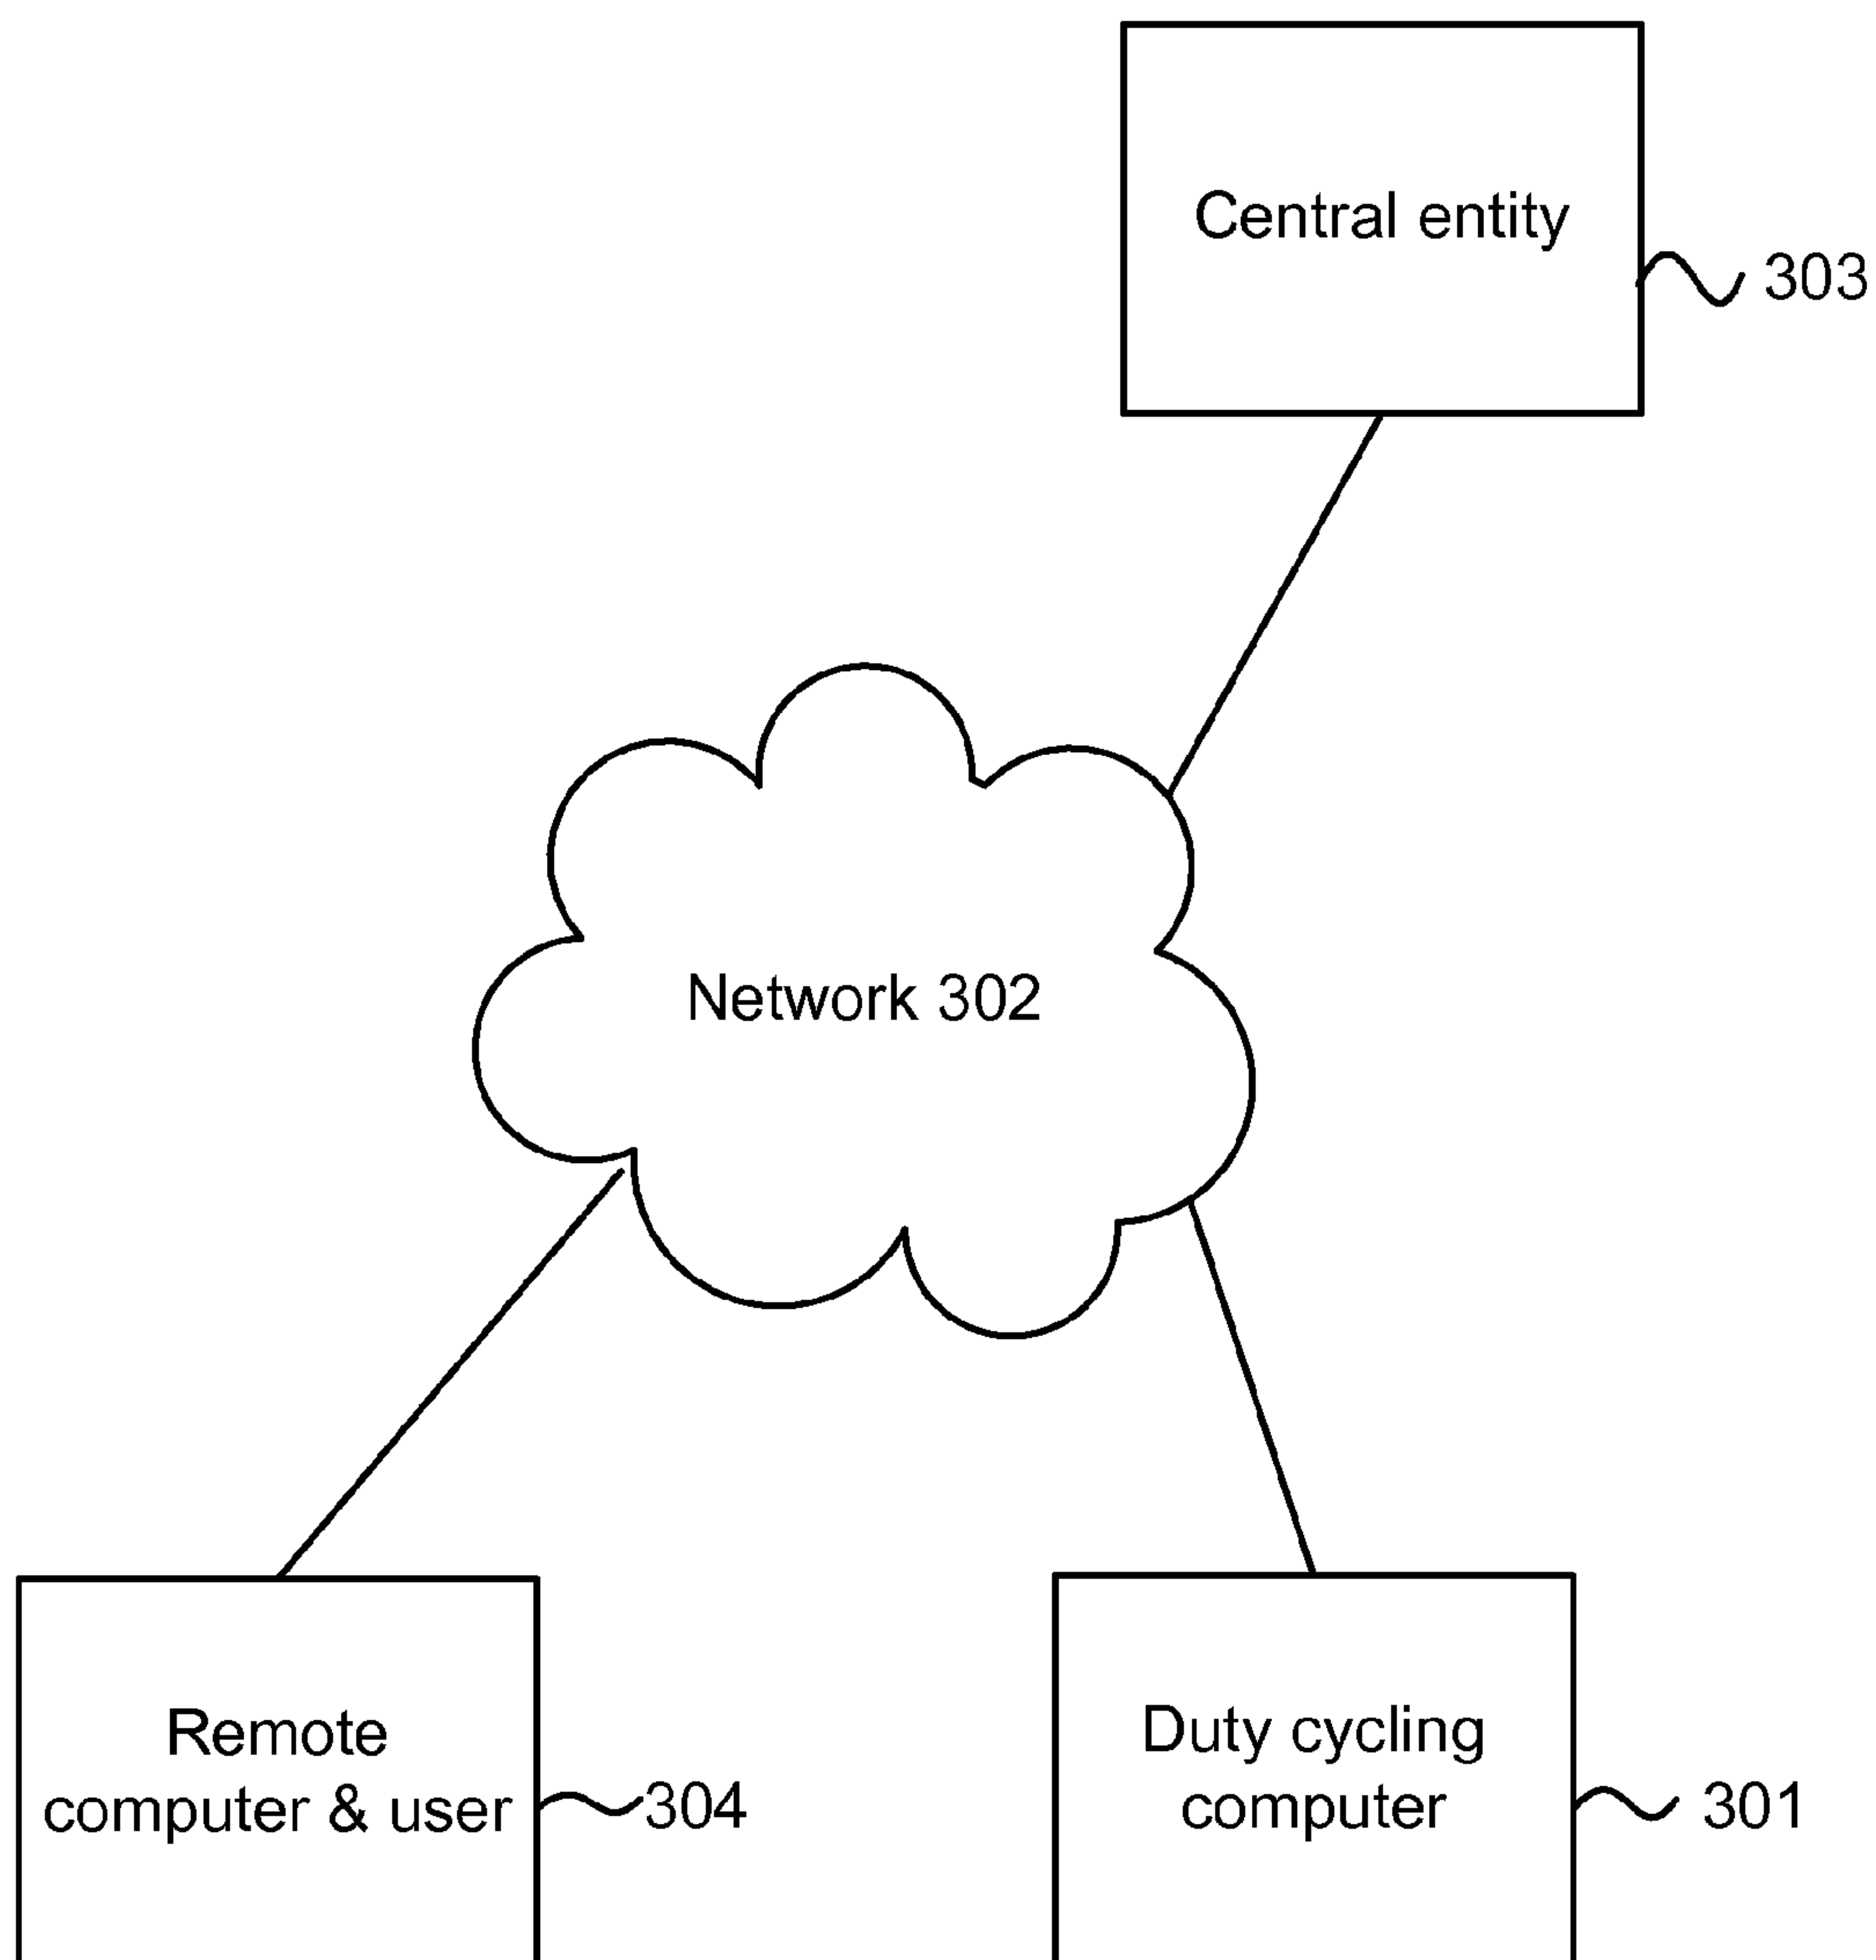 Central entity
303
Network 302
Remote
computer & user
304
Duty cycling
computer
301